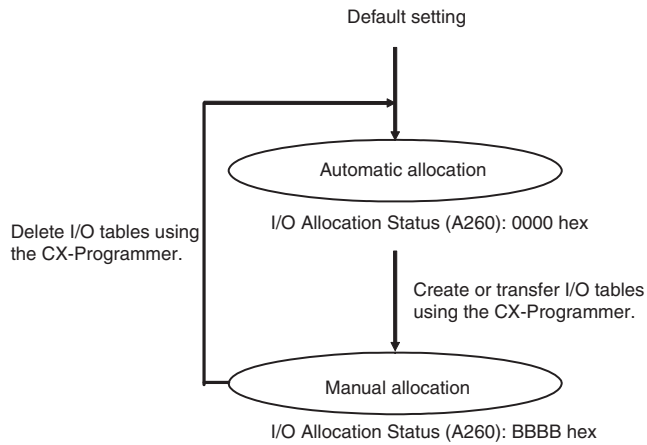 Default setting
Automatic allocation
I/O Allocation Status (A260): 0000 hex
Delete I/O tables using
the CX-Programmer.
Create or transfer I/O tables
using the CX-Programmer.
Manual allocation
I/O Allocation Status (A260): BBBB hex